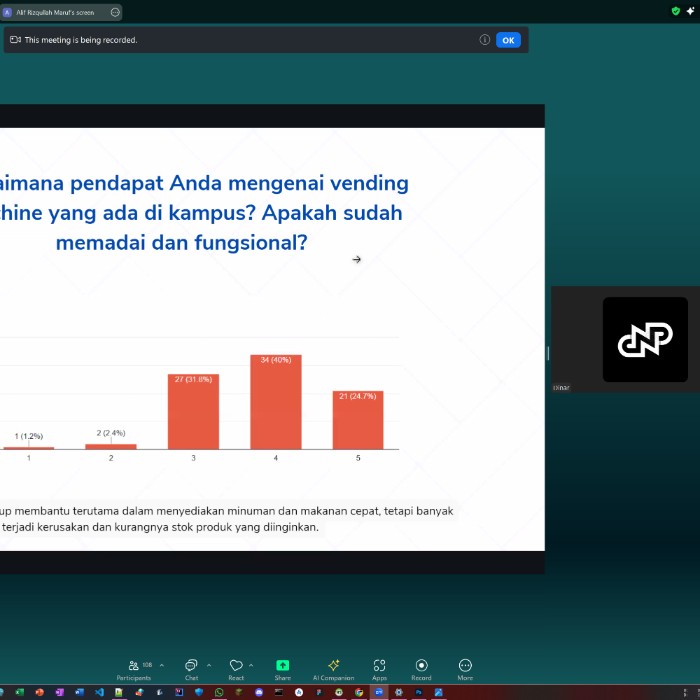 A Alif Rizqullah Maruf's screen
This meeting is being recorded.
OK
aimana pendapat Anda mengenai vending
hine yang ada di kampus? Apakah sudah
memadai dan fungsional?
1 (1.2%)
2 (2.4%)
27 (31.8%)
34 (40%)
21 (24.7%)
1 2 3 4 5
up membantu terutama dalam menyediakan minuman dan makanan cepat, tetapi banyak
terjadi kerusakan dan kurangnya stok produk yang diinginkan.
108
Participants Chat React Share AI Companion Apps Record More